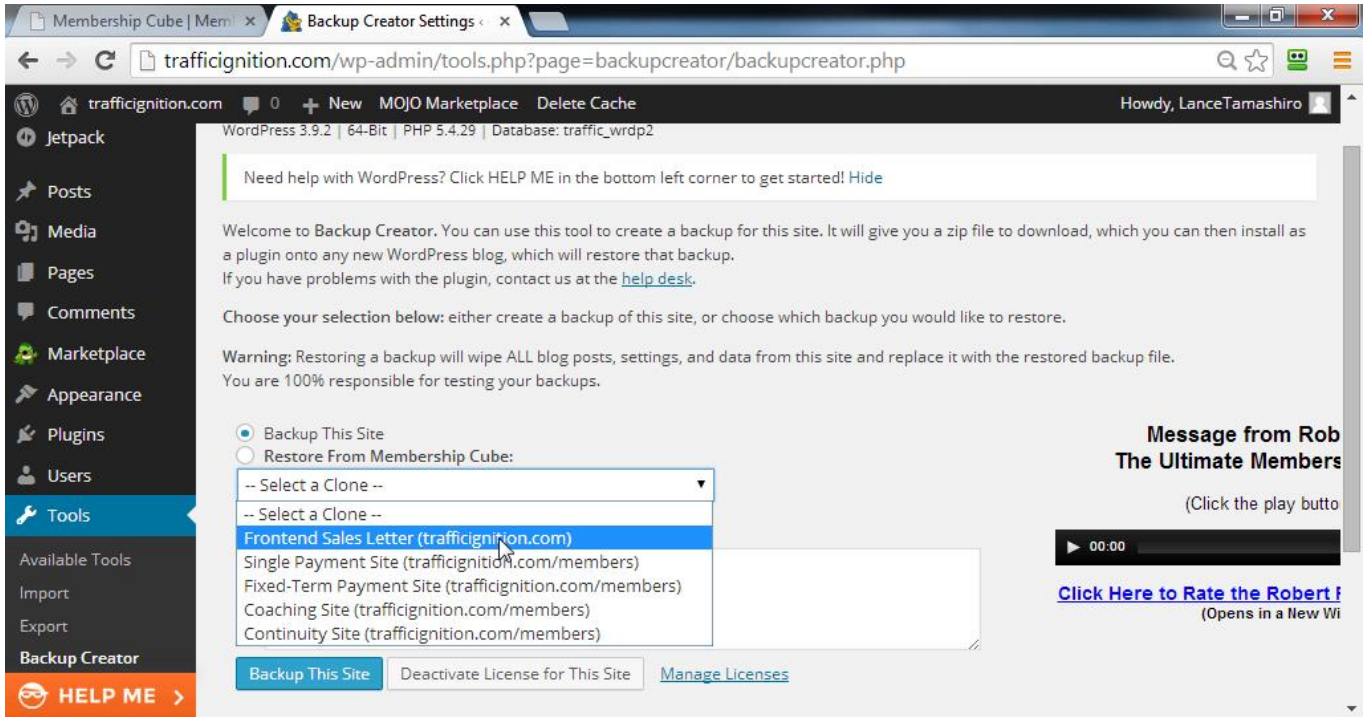 Membership Cube | Mem
Backup Creator Settings ‹
trafficignition.com/wp-admin/tools.php?page=backupcreator/backupcreator.php
trafficignition.com 0 + New MOJO Marketplace Delete Cache Howdy, LanceTamashiro
Jetpack
Posts
Media
Pages
Comments
Marketplace
Appearance
Plugins
Users
Tools
Available Tools
Import
Export
Backup Creator
HELP ME >
WordPress 3.9.2 | 64-Bit | PHP 5.4.29 | Database: traffic_wrdp2
Need help with WordPress? Click HELP ME in the bottom left corner to get started! Hide
Welcome to Backup Creator. You can use this tool to create a backup for this site. It will give you a zip file to download, which you can then install as
a plugin onto any new WordPress blog, which will restore that backup.
If you have problems with the plugin, contact us at the help desk.
Choose your selection below: either create a backup of this site, or choose which backup you would like to restore.
Warning: Restoring a backup will wipe ALL blog posts, settings, and data from this site and replace it with the restored backup file.
You are 100% responsible for testing your backups.
Backup This Site
Restore From Membership Cube:
-- Select a Clone --
-- Select a Clone --
Frontend Sales Letter (trafficignition.com)
Single Payment Site (trafficignition.com/members)
Fixed-Term Payment Site (trafficignition.com/members)
Coaching Site (trafficignition.com/members)
Continuity Site (trafficignition.com/members)
Backup This Site Deactivate License for This Site Manage Licenses
Message from Rob
The Ultimate Members
(Click the play butto
00:00
Click Here to Rate the Robert
(Opens in a New Wi